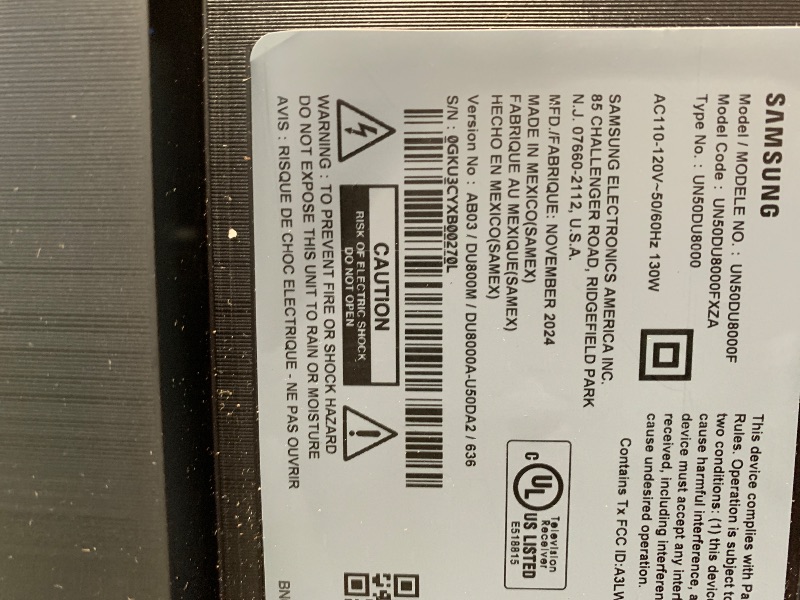 SAMSUNG
Model / MODELE NO. : UN50DU8000F
Model Code : UN50DU8000FXZA
Type No. : UN50DU8000
AC110-120V~50/60Hz 130W
SAMSUNG ELECTRONICS AMERICA INC.
85 CHALLENGER ROAD, RIDGEFIELD PARK
N.J. 07660-2112, U.S.A.
MFD./FABRIQUE: NOVEMBER 2024
MADE IN MEXICO(SAMEX)
FABRIQUE AU MEXIQUE(SAMEX)
HECHO EN MEXICO(SAMEX)
Version No : AB03 / DU800M / DU8000A-U50DA2 / 636
S/N : 0GKU3CYXB00270L
CAUTION
RISK OF ELECTRIC SHOCK
DO NOT OPEN
WARNING : TO PREVENT FIRE OR SHOCK HAZARD
DO NOT EXPOSE THIS UNIT TO RAIN OR MOISTURE
AVIS : RISQUE DE CHOC ELECTRIQUE - NE PAS OUVRIR
This device complies with Pa
Rules. Operation is subject to
two conditions: (1) this devic
cause harmful interference, a
device must accept any interf
received, including interferen
cause undesired operation.
Contains Tx FCC ID:A3LW
C UL US LISTED
Television
Receiver
E518815
BN